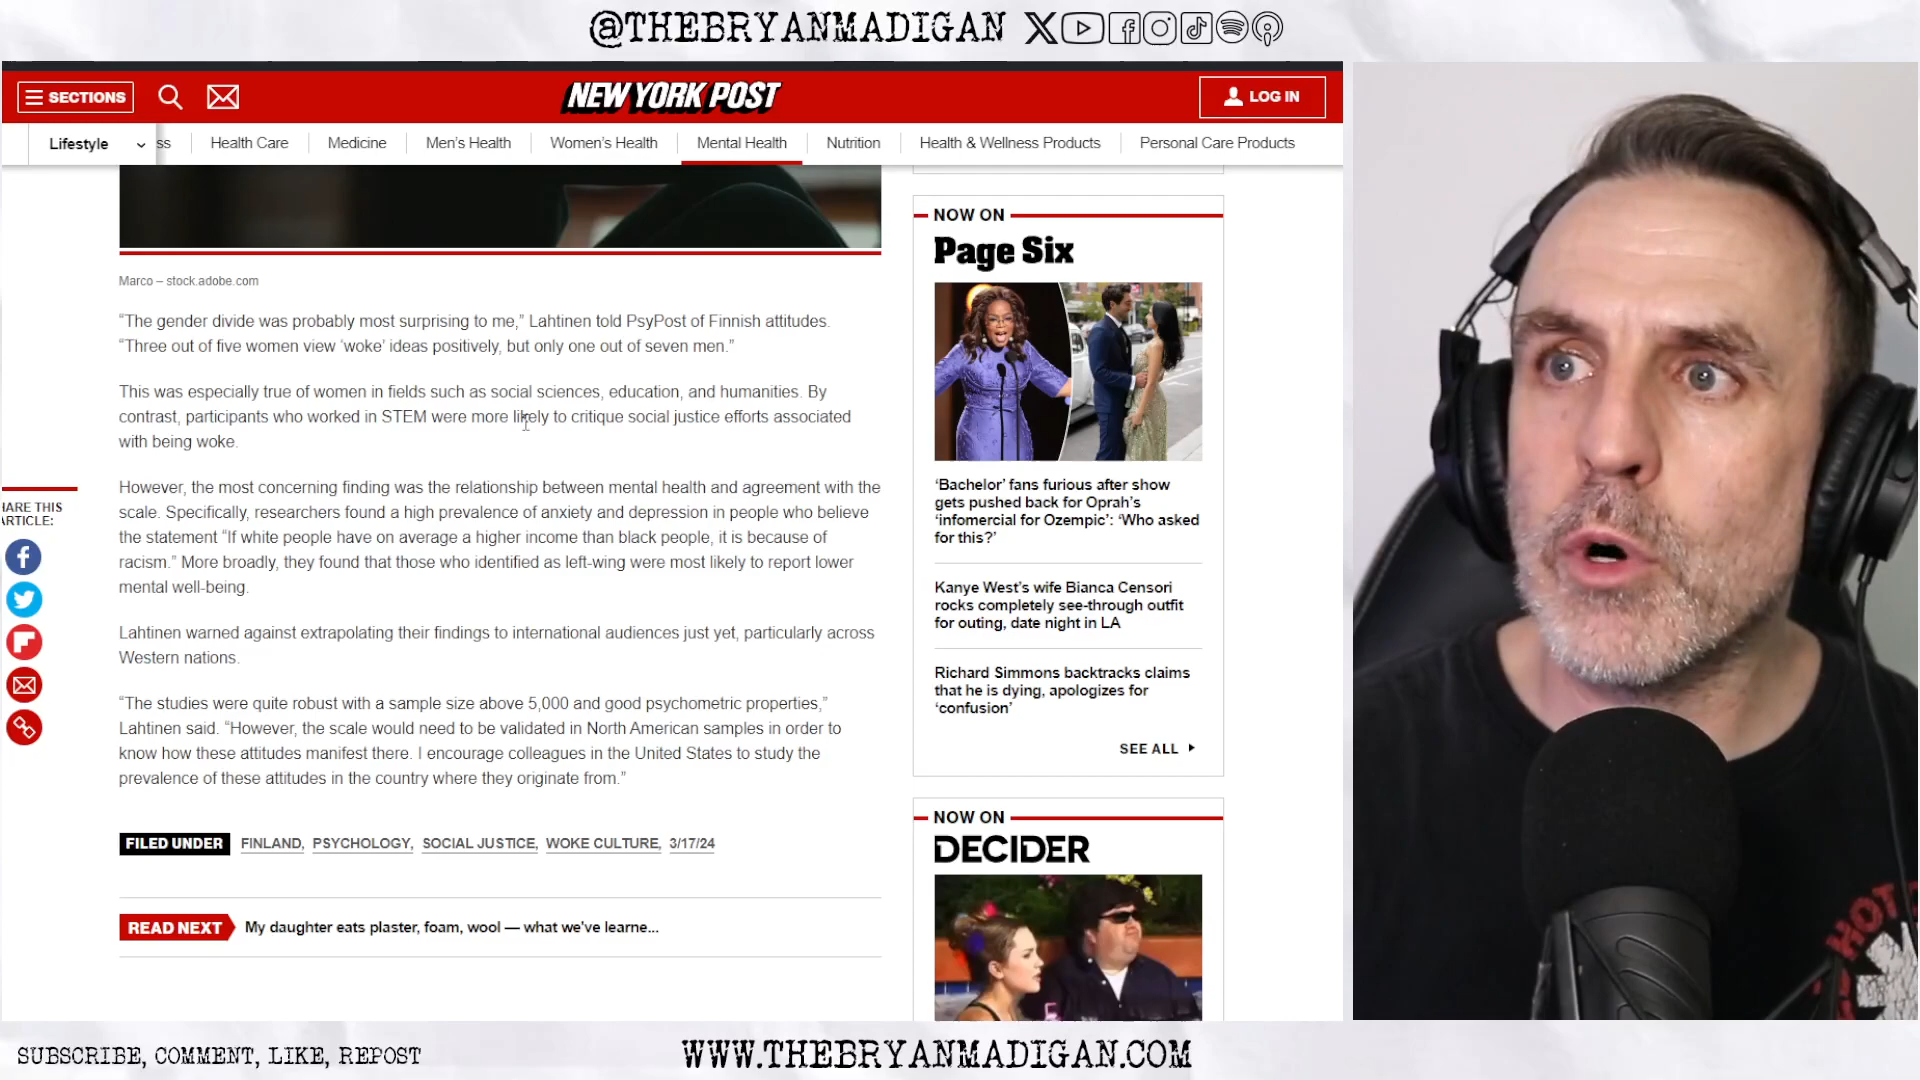 @THEBRYANMADIGAN
SECTIONS
NEW YORK POST
LOG IN
Lifestyle
ss
Health Care
Medicine
Men's Health
Women's Health
Mental Health
Nutrition
Health & Wellness Products
Personal Care Products
Marco – stock.adobe.com
“The gender divide was probably most surprising to me,” Lahtinen told PsyPost of Finnish attitudes.
“Three out of five women view ‘woke’ ideas positively, but only one out of seven men.”
This was especially true of women in fields such as social sciences, education, and humanities. By
contrast, participants who worked in STEM were more likely to critique social justice efforts associated
with being woke.
However, the most concerning finding was the relationship between mental health and agreement with the
scale. Specifically, researchers found a high prevalence of anxiety and depression in people who believe
the statement “If white people have on average a higher income than black people, it is because of
racism.” More broadly, they found that those who identified as left-wing were most likely to report lower
mental well-being.
Lahtinen warned against extrapolating their findings to international audiences just yet, particularly across
Western nations.
“The studies were quite robust with a sample size above 5,000 and good psychometric properties,”
Lahtinen said. “However, the scale would need to be validated in North American samples in order to
know how these attitudes manifest there. I encourage colleagues in the United States to study the
prevalence of these attitudes in the country where they originate from.”
HARE THIS
ARTICLE:
FILED UNDER FINLAND, PSYCHOLOGY, SOCIAL JUSTICE, WOKE CULTURE, 3/17/24
READ NEXT My daughter eats plaster, foam, wool — what we've learne...
NOW ON
Page Six
‘Bachelor’ fans furious after show
gets pushed back for Oprah’s
‘infomercial for Ozempic’: ‘Who asked
for this?’
Kanye West’s wife Bianca Censori
rocks completely see-through outfit
for outing, date night in LA
Richard Simmons backtracks claims
that he is dying, apologizes for
‘confusion’
SEE ALL
NOW ON
DECIDER
HOT
SUBSCRIBE, COMMENT, LIKE, REPOST
WWW.THEBRYANMADIGAN.COM